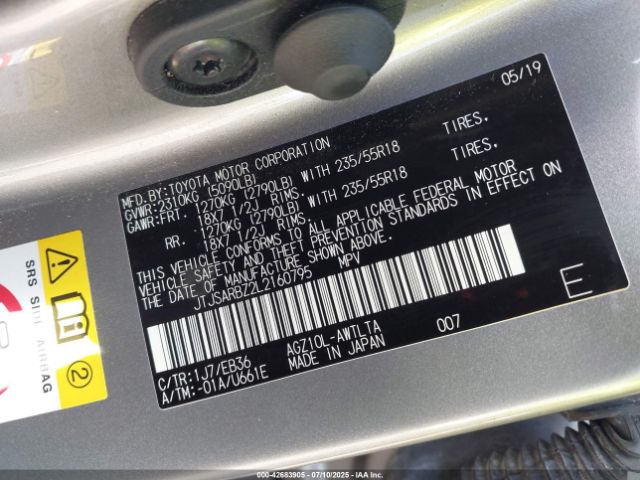 05/19
MFD.BY:TOYOTA MOTOR CORPORATION
GVWR:2310KG (5090LB)
GAWR:FRT. 1270KG (2790LB) WITH 235/55R18 TIRES.
18X7 1/2J RIMS.
RR. 1270KG (2790LB) WITH 235/55R18 TIRES.
18X7 1/2J RIMS.
THIS VEHICLE CONFORMS TO ALL APPLICABLE FEDERAL MOTOR
VEHICLE SAFETY AND THEFT PREVENTION STANDARDS IN EFFECT ON
THE DATE OF MANUFACTURE SHOWN ABOVE.
JTJSARBZ2L2160795 MPV
E
C/TR:1J7/EB36 AGZ10L-AWTLTA 007
A/TM:-01A/U661E MADE IN JAPAN
SRS SIDE AIRBAG
2
000-42683905 - 07/10/2025 - IAA Inc.